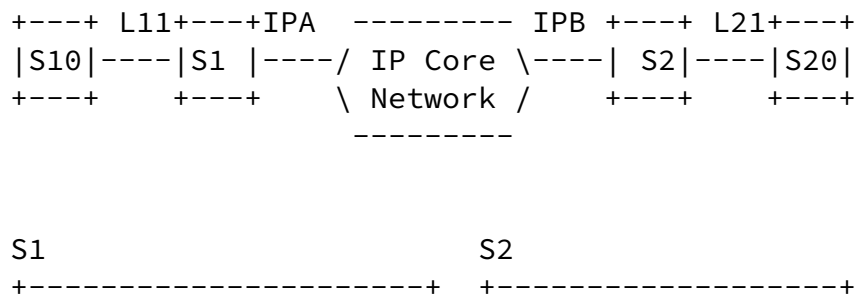 +---+ L11+---+IPA  --------- IPB +---+ L21+---+
|S10|----|S1 |----/ IP Core \----| S2|----|S20|
+---+    +---+    \ Network /    +---+    +---+
                   ---------
S1                        S2
+----------------------+  +-------------------+